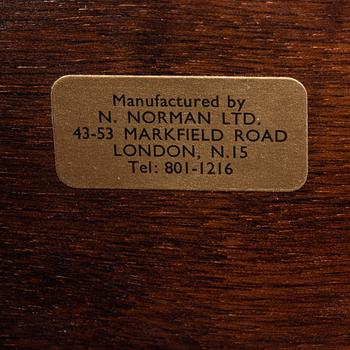 Manufactured by
N. NORMAN LTD.
43-53 MARKFIELD ROAD
LONDON, N.15
Tel: 801-1216